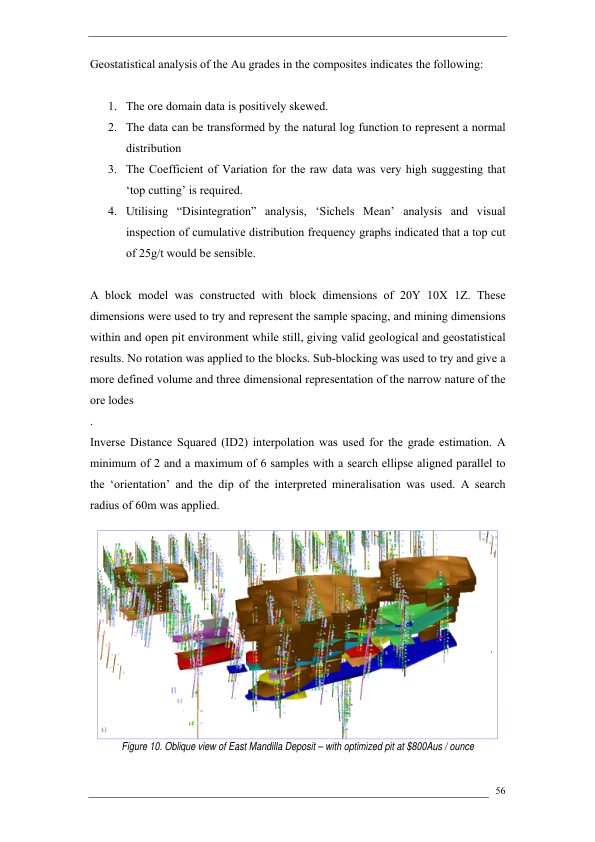 Geostatistical analysis of the Au grades in the composites indicates the following:
1. The ore domain data is positively skewed.
2. The data can be transformed by the natural log function to represent a normal
distribution
3. The Coefficient of Variation for the raw data was very high suggesting that
‘top cutting’ is required.
4. Utilising “Disintegration” analysis, ‘Sichels Mean’ analysis and visual
inspection of cumulative distribution frequency graphs indicated that a top cut
of 25g/t would be sensible.
A block model was constructed with block dimensions of 20Y 10X 1Z. These
dimensions were used to try and represent the sample spacing, and mining dimensions
within and open pit environment while still, giving valid geological and geostatistical
results. No rotation was applied to the blocks. Sub-blocking was used to try and give a
more defined volume and three dimensional representation of the narrow nature of the
ore lodes
.
Inverse Distance Squared (ID2) interpolation was used for the grade estimation. A
minimum of 2 and a maximum of 6 samples with a search ellipse aligned parallel to
the ‘orientation’ and the dip of the interpreted mineralisation was used. A search
radius of 60m was applied.
Figure 10. Oblique view of East Mandilla Deposit – with optimized pit at $800Aus / ounce
56